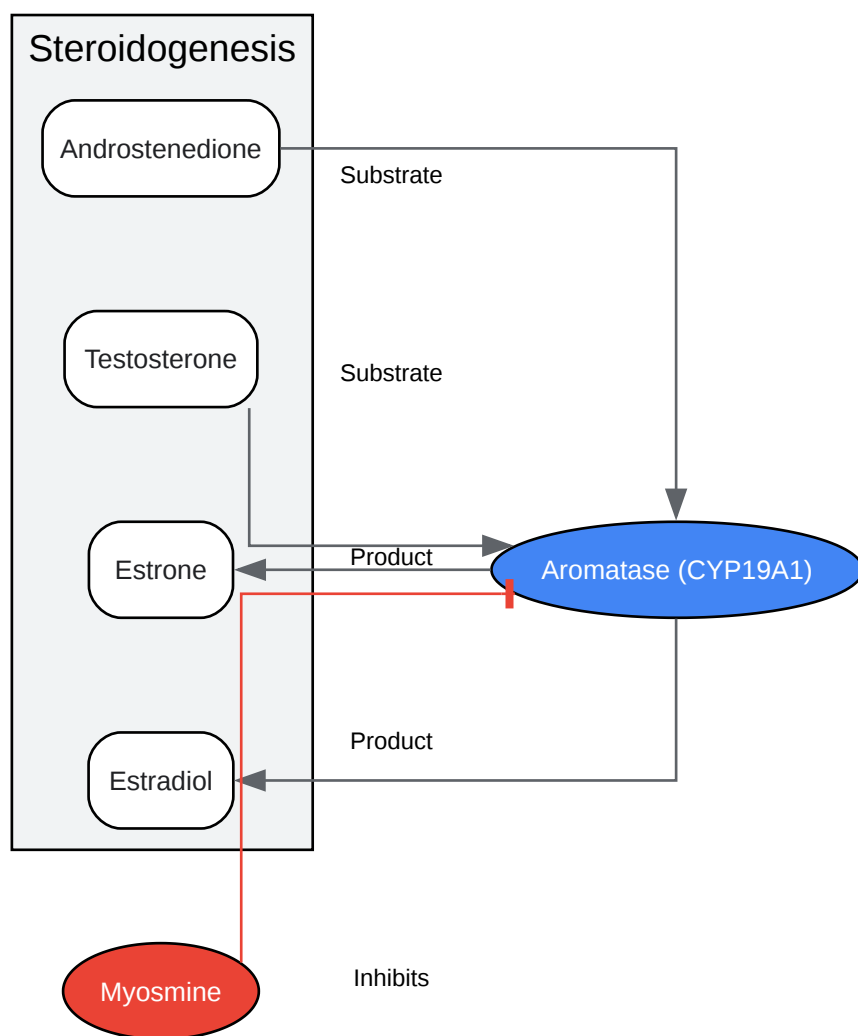 Steroidogenesis
Androstenedione
Substrate
Testosterone
Substrate
Product
Estrone
Aromatase (CYP19A1)
Product
Estradiol
Inhibits
Myosmine